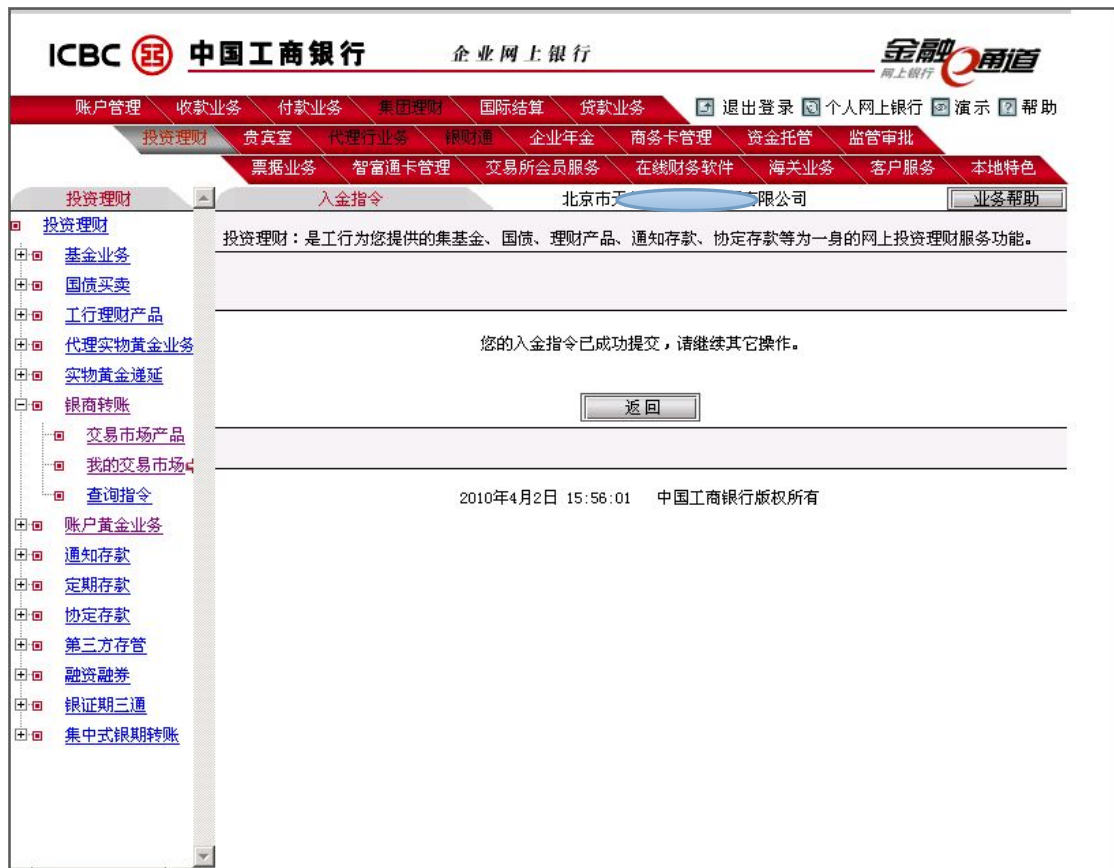 ICBC 中国工商银行 企业网上银行 金融e通道
网上银行
账户管理 收款业务 付款业务 集团理财 国际结算 贷款业务 退出登录 个人网上银行 演示 帮助
投资理财 贵宾室 代理行业务 银财通 企业年金 商务卡管理 资金托管 监管审批
票据业务 智富通卡管理 交易所会员服务 在线财务软件 海关业务 客户服务 本地特色
投资理财 入金指令 北京市 限公司 业务帮助
投资理财
投资理财：是工行为您提供的集基金、国债、理财产品、通知存款、协定存款等为一身的网上投资理财服务功能。
基金业务
国债买卖
工行理财产品
代理实物黄金业务
实物黄金递延
银商转账
交易市场产品
我的交易市场
查询指令
账户黄金业务
通知存款
定期存款
协定存款
第三方存管
融资融券
银证期三通
集中式银期转账
您的入金指令已成功提交，请继续其它操作。
返回
2010年4月2日 15:56:01 中国工商银行版权所有